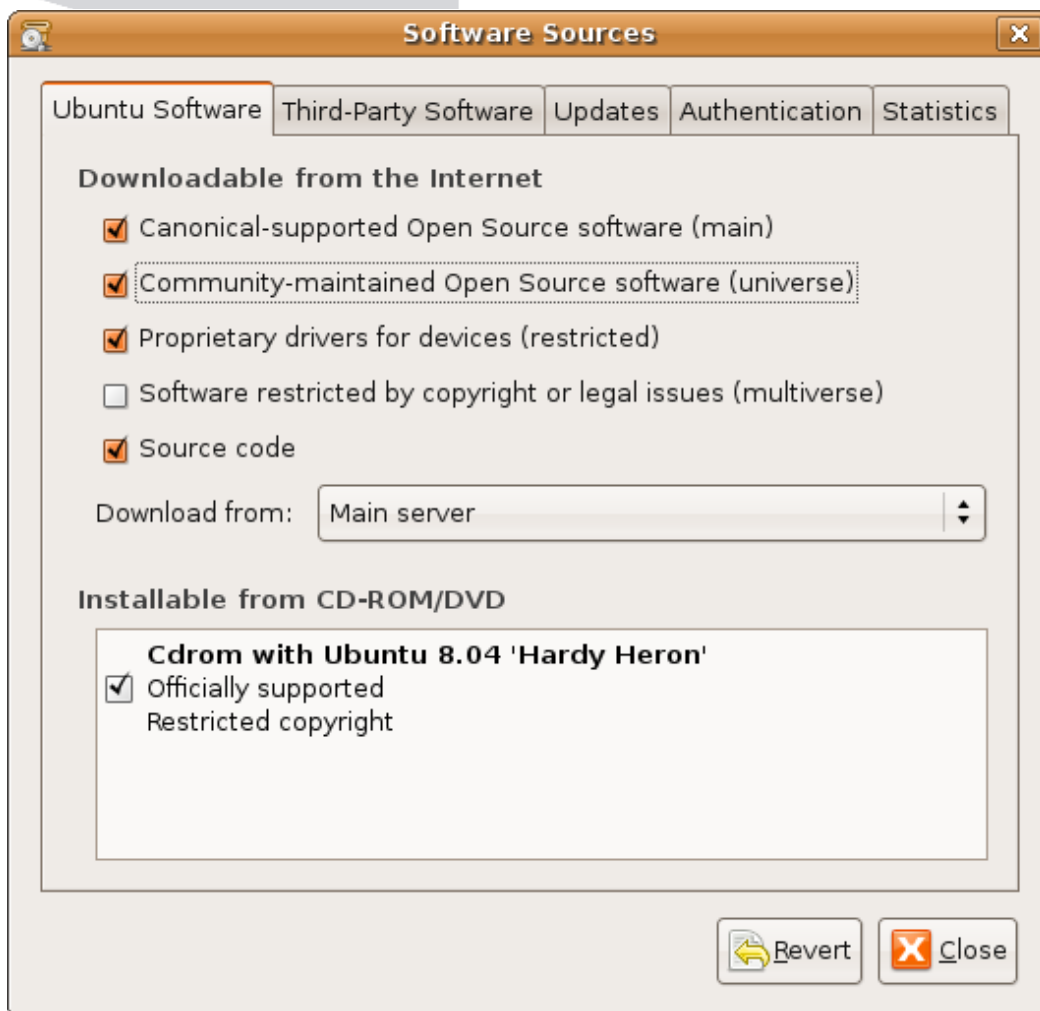 Software Sources
Ubuntu Software
Third-Party Software
Updates
Authentication
Statistics
Downloadable from the Internet
Canonical-supported Open Source software (main)
Community-maintained Open Source software (universe)
Proprietary drivers for devices (restricted)
Software restricted by copyright or legal issues (multiverse)
Source code
Download from:
Main server
Installable from CD-ROM/DVD
Cdrom with Ubuntu 8.04 'Hardy Heron'
Officially supported
Restricted copyright
Revert
Close